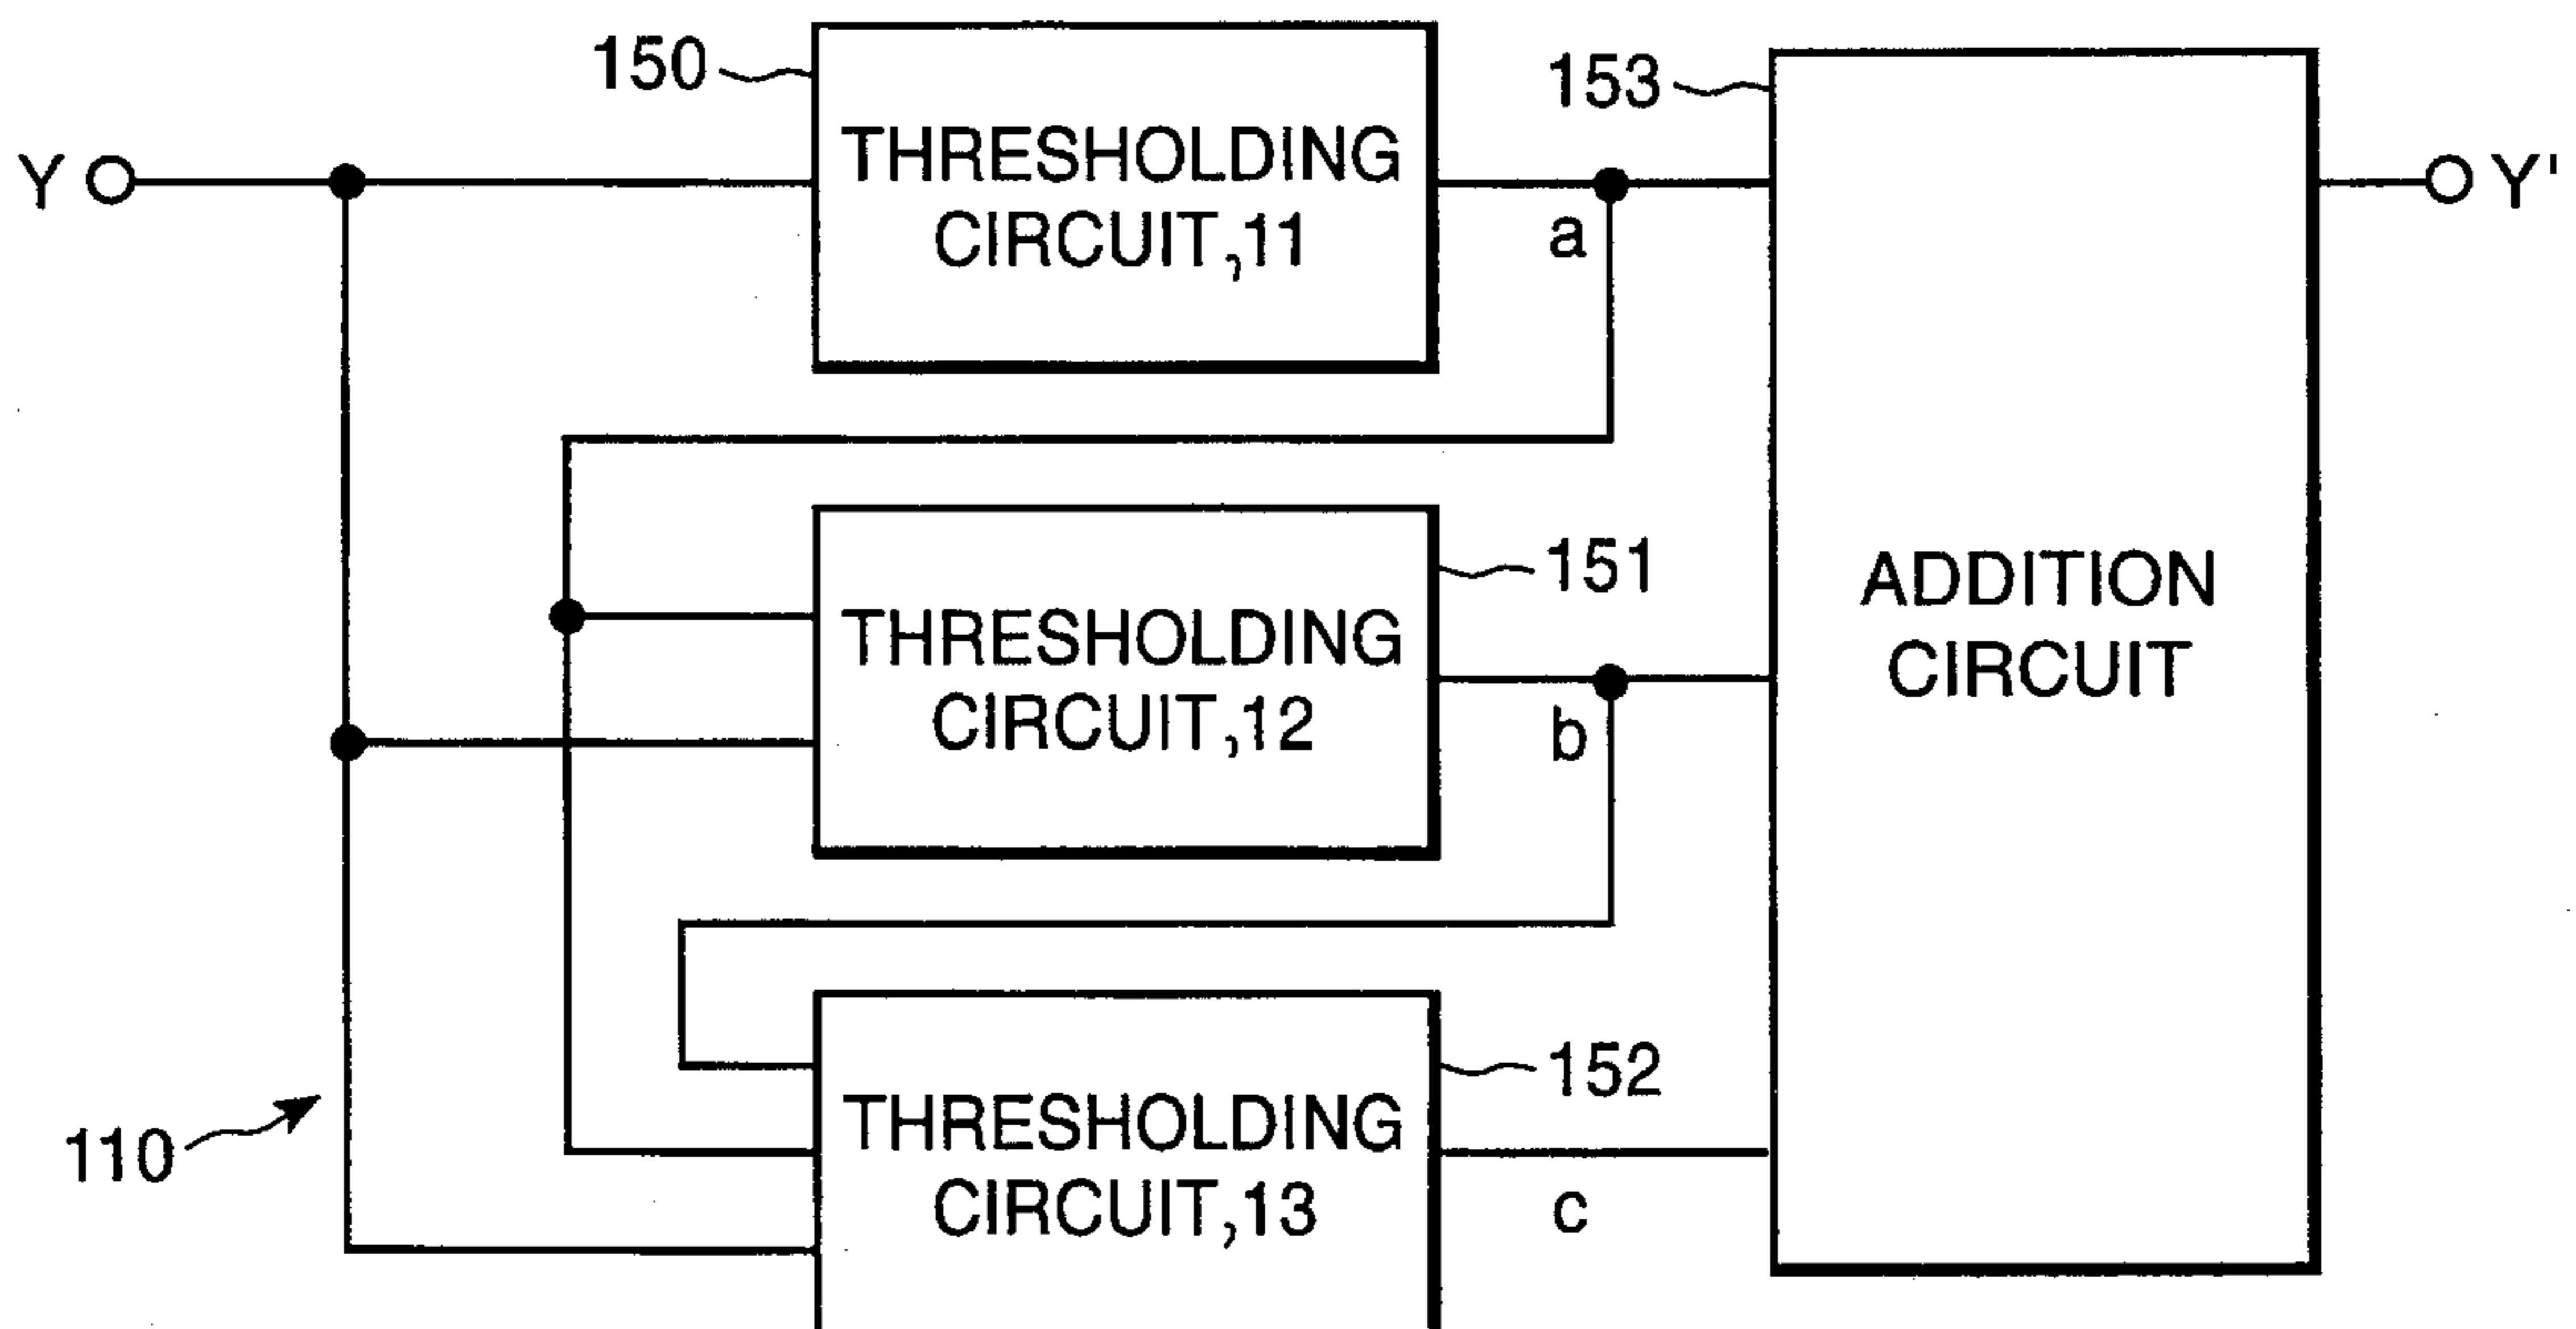 150
153
Y
THRESHOLDING
CIRCUIT,11
a
Y'
151
THRESHOLDING
CIRCUIT,12
b
ADDITION
CIRCUIT
152
THRESHOLDING
CIRCUIT,13
c
110